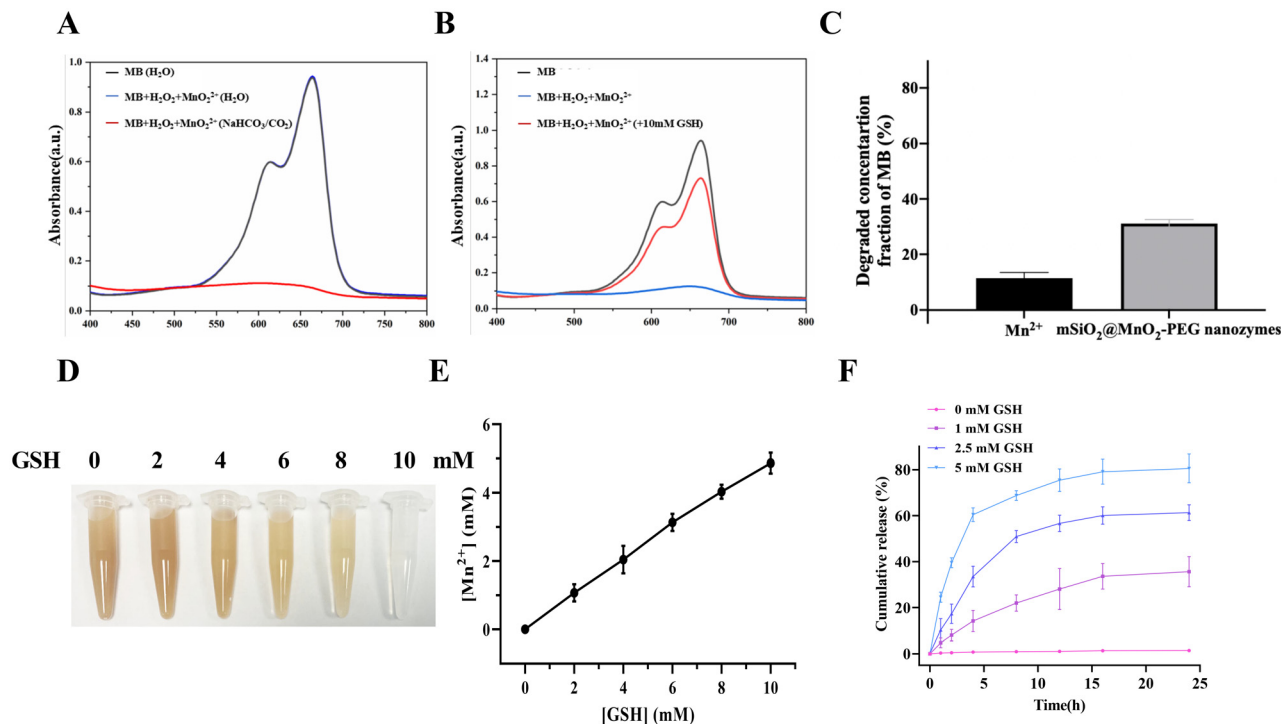 A
Absorbance(a.u.)
1.0
0.8
0.6
0.4
0.2
0.0
MB (H₂O)
MB+H₂O₂+MnO₂²⁺(H₂O)
MB+H₂O₂+MnO₂²⁺(NaHCO₃/CO₂)
400 450 500 550 600 650 700 750 800
B
Absorbance(a.u.)
1.4
1.2
1.0
0.8
0.6
0.4
0.2
0.0
MB
MB+H₂O₂+MnO₂²⁺
MB+H₂O₂+MnO₂²⁺(+10mM GSH)
400 500 600 700 800
C
Degraded concentartion
fraction of MB (%)
80
60
40
20
0
Mn²⁺ mSiO₂@MnO₂-PEG nanozymes
D
GSH 0 2 4 6 8 10 mM
E
[Mn²⁺] (mM)
6
4
2
0
0 2 4 6 8 10
[GSH] (mM)
F
0 mM GSH
1 mM GSH
2.5 mM GSH
5 mM GSH
Cumulative release (%)
80
60
40
20
0
0 5 10 15 20 25
Time(h)